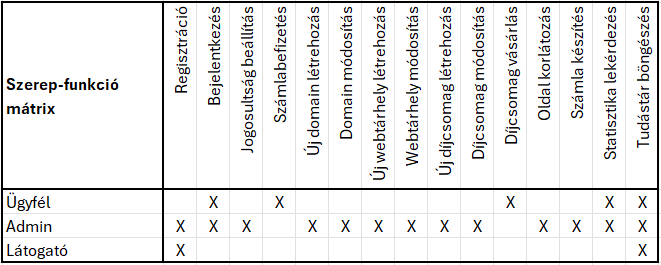 Szerep-funkció
mátrix
Regisztráció
Bejelentkezés
Jogosultság beállítás
Számlabefizetés
Új domain létrehozás
Domain módosítás
Új webtárhely létrehozás
Webtárhely módosítás
Új díjcsomag létrehozás
Díjcsomag módosítás
Díjcsomag vásárlás
Oldal korlátozás
Számla készítés
Statisztika lekérdezés
Tudástár böngészés
Ügyfél X X X X X
Admin X X X X X X X X X X X X X
Látogató X X